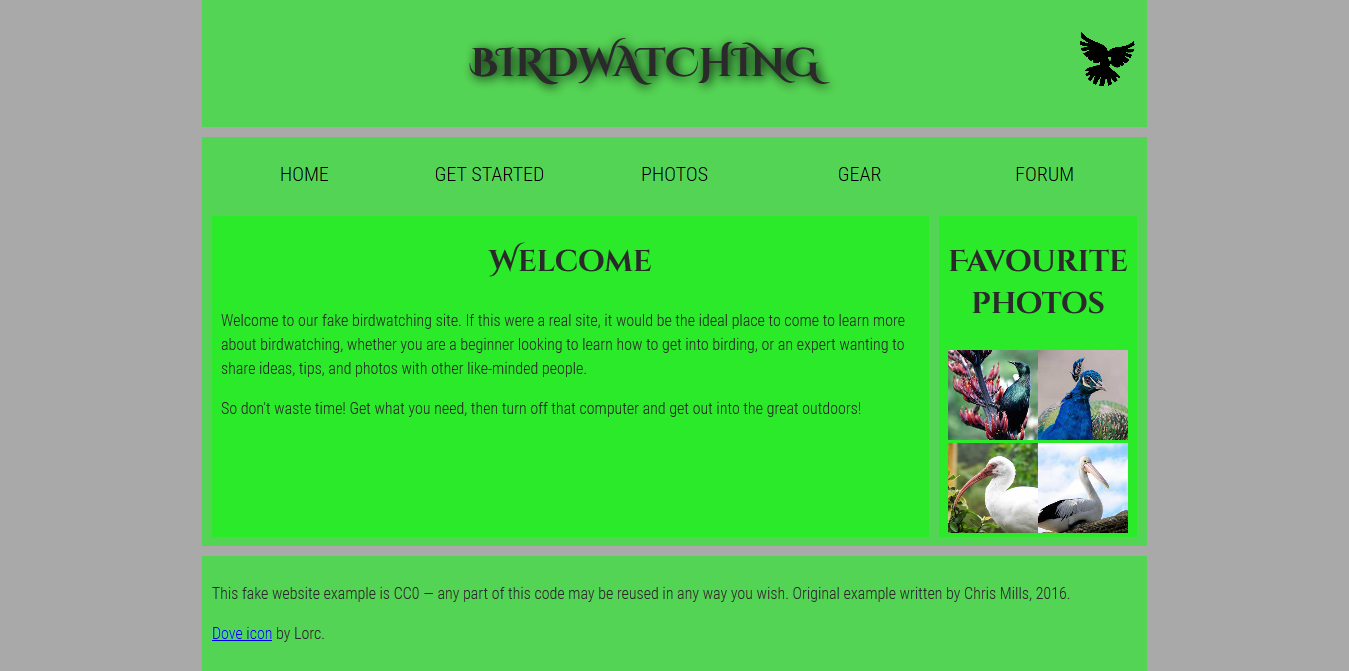 BIRDWATCHING
HOME GET STARTED PHOTOS GEAR FORUM
Welcome
Welcome to our fake birdwatching site. If this were a real site, it would be the ideal place to come to learn more
about birdwatching, whether you are a beginner looking to learn how to get into birding, or an expert wanting to
share ideas, tips, and photos with other like-minded people.
So don't waste time! Get what you need, then turn off that computer and get out into the great outdoors!
Favourite
photos
This fake website example is CC0 — any part of this code may be reused in any way you wish. Original example written by Chris Mills, 2016.
Dove icon by Lorc.